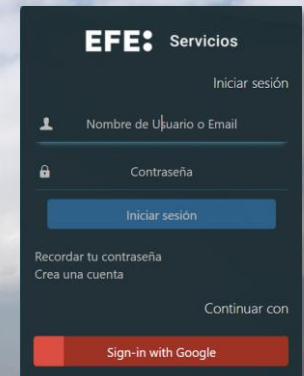 EFE: Servicios
Iniciar sesión
Nombre de Usuario o Email
Contraseña
Iniciar sesión
Recordar tu contraseña
Crea una cuenta
Continuar con
Sign-in with Google